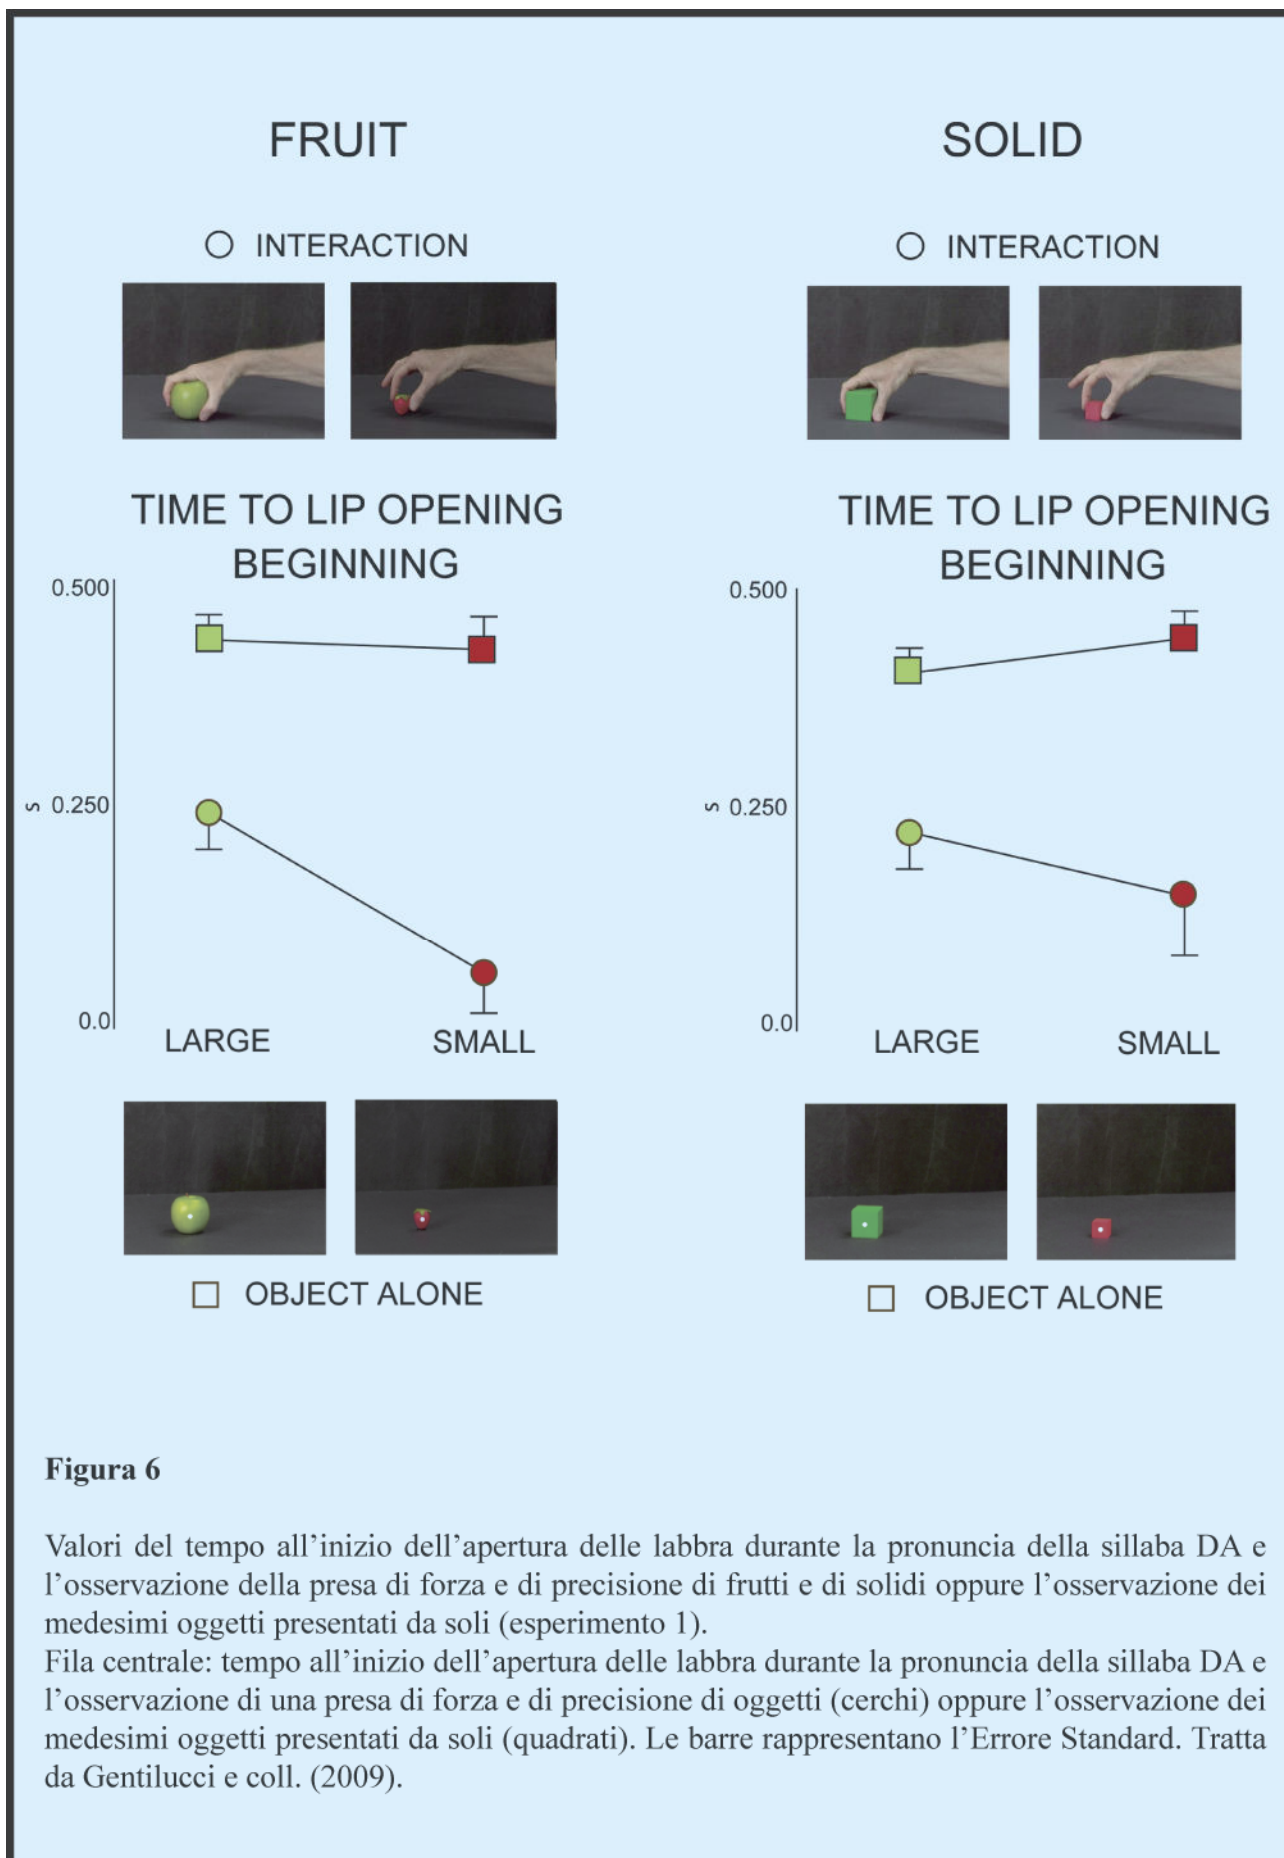 FRUIT
SOLID
INTERACTION
INTERACTION
TIME TO LIP OPENING
BEGINNING
TIME TO LIP OPENING
BEGINNING
0.500
s 0.250
0.0
LARGE SMALL
0.500
s 0.250
0.0
LARGE SMALL
OBJECT ALONE
OBJECT ALONE
Figura 6
Valori del tempo all’inizio dell’apertura delle labbra durante la pronuncia della sillaba DA e
l’osservazione della presa di forza e di precisione di frutti e di solidi oppure l’osservazione dei
medesimi oggetti presentati da soli (esperimento 1).
Fila centrale: tempo all’inizio dell’apertura delle labbra durante la pronuncia della sillaba DA e
l’osservazione di una presa di forza e di precisione di oggetti (cerchi) oppure l’osservazione dei
medesimi oggetti presentati da soli (quadrati). Le barre rappresentano l’Errore Standard. Tratta
da Gentilucci e coll. (2009).